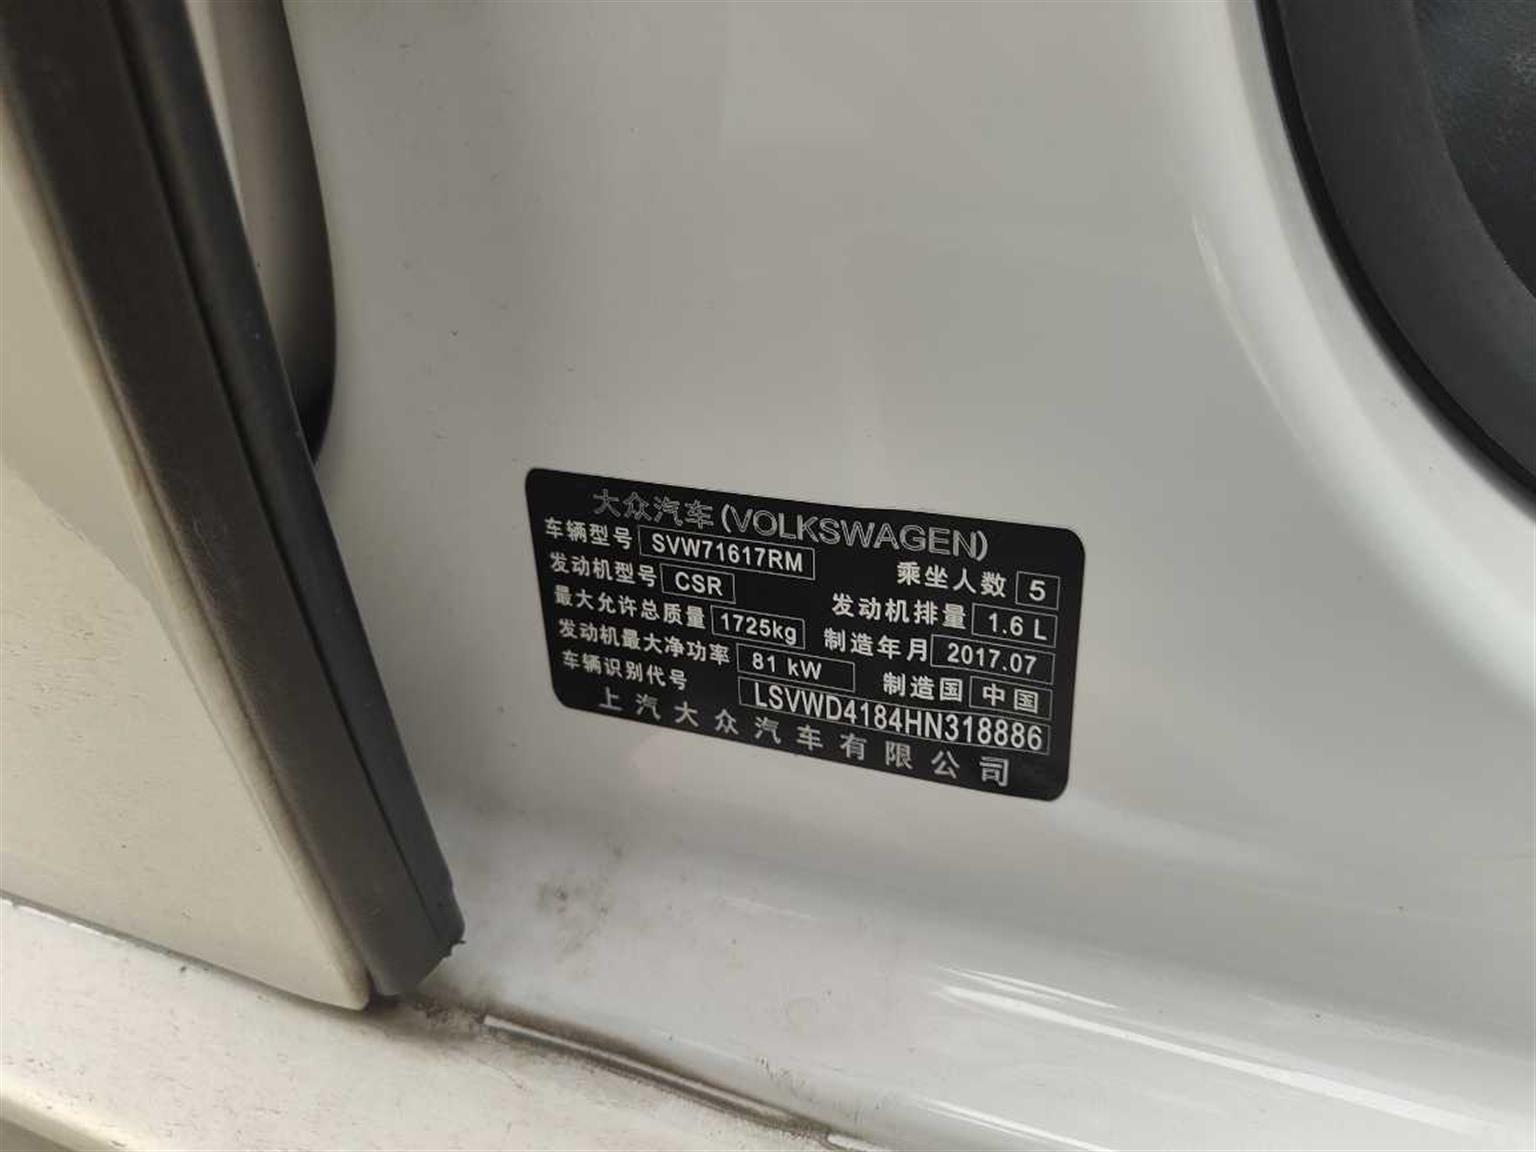 大众汽车(VOLKSWAGEN)
车辆型号 SVW71617RM 乘坐人数 5
发动机型号 CSR 发动机排量 1.6 L
最大允许总质量 1725kg 制造年月 2017.07
发动机最大净功率 81 kW 制造国 中国
车辆识别代号 LSVWD4184HN318886
上汽大众汽车有限公司